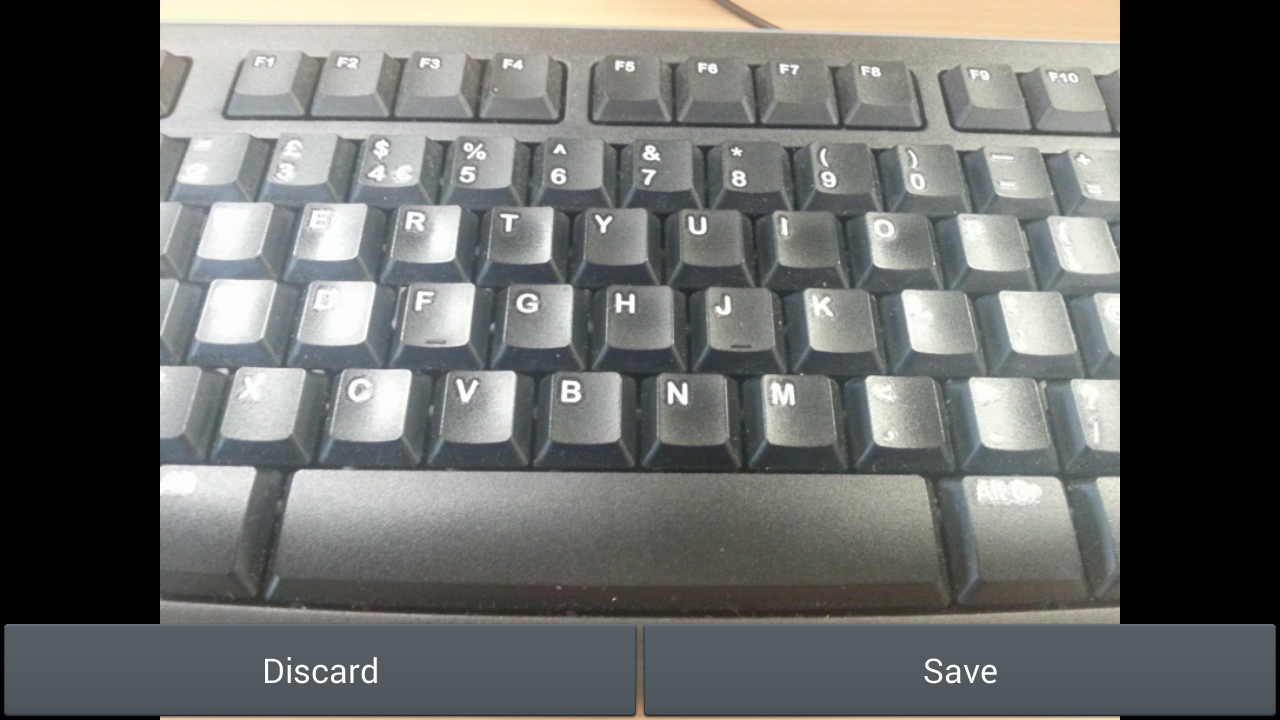 F1 F2 F3 F4 F5 F6 F7 F8 F9 F10
£ $ % ^ & * ( ) +
3 4 € 5 6 7 8 9 0 =
E R T Y U I O P
D F G H J K
X C V B N M < ?
, /
Alt Gr
Discard Save